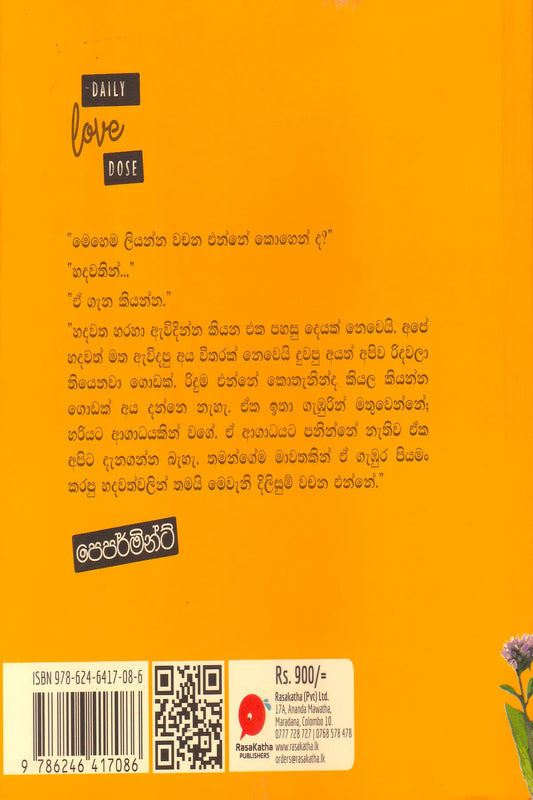 DAILY
love
DOSE
"මෙහෙම ලියන්න වචන එන්නේ කොහෙන් ද?"
"හදවතින්..."
"ඒ ගැන කියන්න."
"හදවත හරහා ඇවිදින්න කියන එක පහසු දෙයක් නෙවෙයි. අපේ
හදවත් මත ඇවිදපු අය විතරක් නෙවෙයි දුවපු අයත් අපිව රිදවලා
තියෙනවා ගොඩක්. රිදුම එන්නේ කොතැනින්ද කියල කියන්න
ගොඩක් අය දන්නෙ නැහැ. ඒක ඉතා ගැඹුරින් මතුවෙන්නේ;
හරියට ආගාධයකින් වගේ. ඒ ආගාධයට පනින්නේ නැතිව ඒක
අපිට දැනගන්න බැහැ. තමන්ගේම මාවතකින් ඒ ගැඹුර පියමං
කරපු හදවත්වලින් තමයි මෙවැනි දිලිසුම් වචන එන්නේ."
පෙපර්මින්ට්
ISBN 978-624-6417-08-6
9 786246 417086
RasaKatha
PUBLISHERS
Rs. 900/=
Rasakatha (Pvt) Ltd.
17A, Ananda Mawatha,
Maradana, Colombo 10.
0777 728 727 | 0768 578 478
www.rasakatha.lk
orders@rasakatha.lk